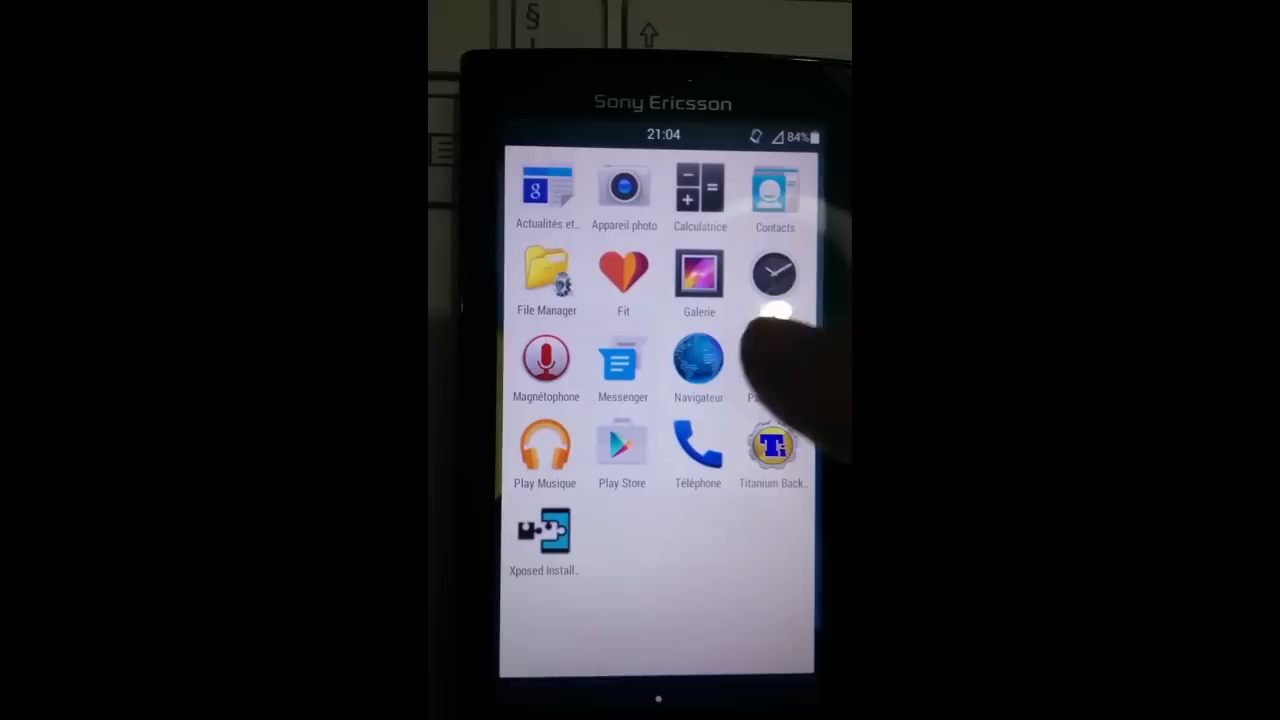 §
Sony Ericsson
21:04
84%
g
Actualités et..
Appareil photo
Calculatrice
Contacts
File Manager
Fit
Galerie
Magnétophone
Messenger
Navigateur
Play Musique
Play Store
Téléphone
Ti
Titanium Back..
Xposed Install..